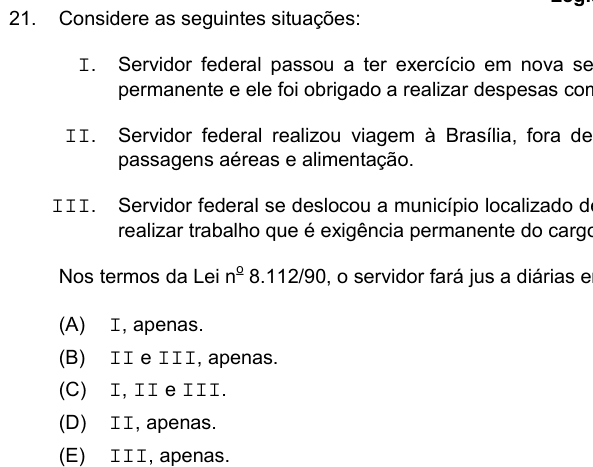 21. Considere as seguintes situações:
I. Servidor federal passou a ter exercício em nova
permanente e ele foi obrigado a realizar despesas
II. Servidor federal realizou viagem à Brasília, fora de
passagens aéreas e alimentação.
III. Servidor federal se deslocou a município localizado
realizar trabalho que é exigência permanente do
Nos termos da Lei nº 8.112/90, o servidor fará jus a diárias
(A) I, apenas.
(B) II e III, apenas.
(C) I, II e III.
(D) II, apenas.
(E) III, apenas.